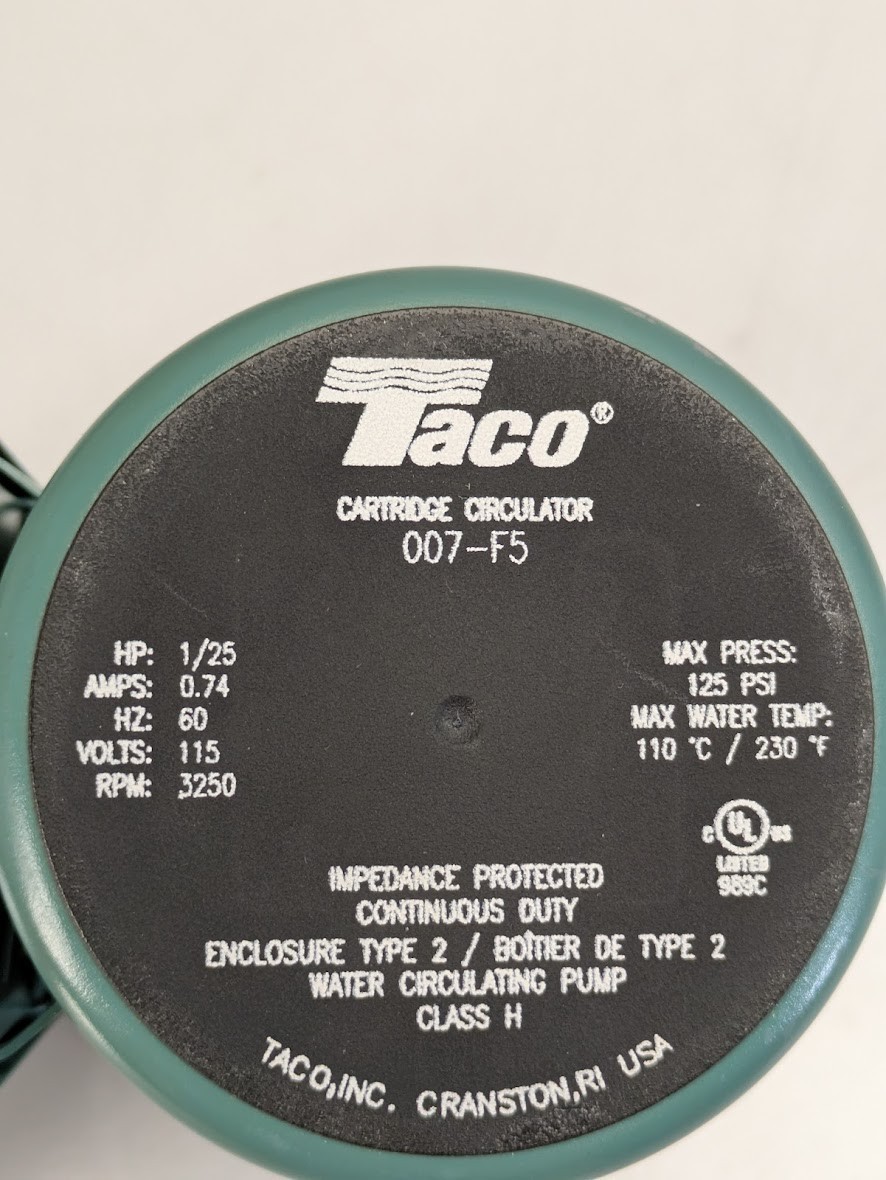 Taco®
CARTRIDGE CIRCULATOR
007-F5
HP: 1/25
AMPS: 0.74
HZ: 60
VOLTS: 115
RPM: 3250
MAX PRESS:
125 PSI
MAX WATER TEMP:
110 °C / 230 °F
C UL US
LISTED
989C
IMPEDANCE PROTECTED
CONTINUOUS DUTY
ENCLOSURE TYPE 2 / BOÎTIER DE TYPE 2
WATER CIRCULATING PUMP
CLASS H
TACO, INC. CRANSTON, RI USA